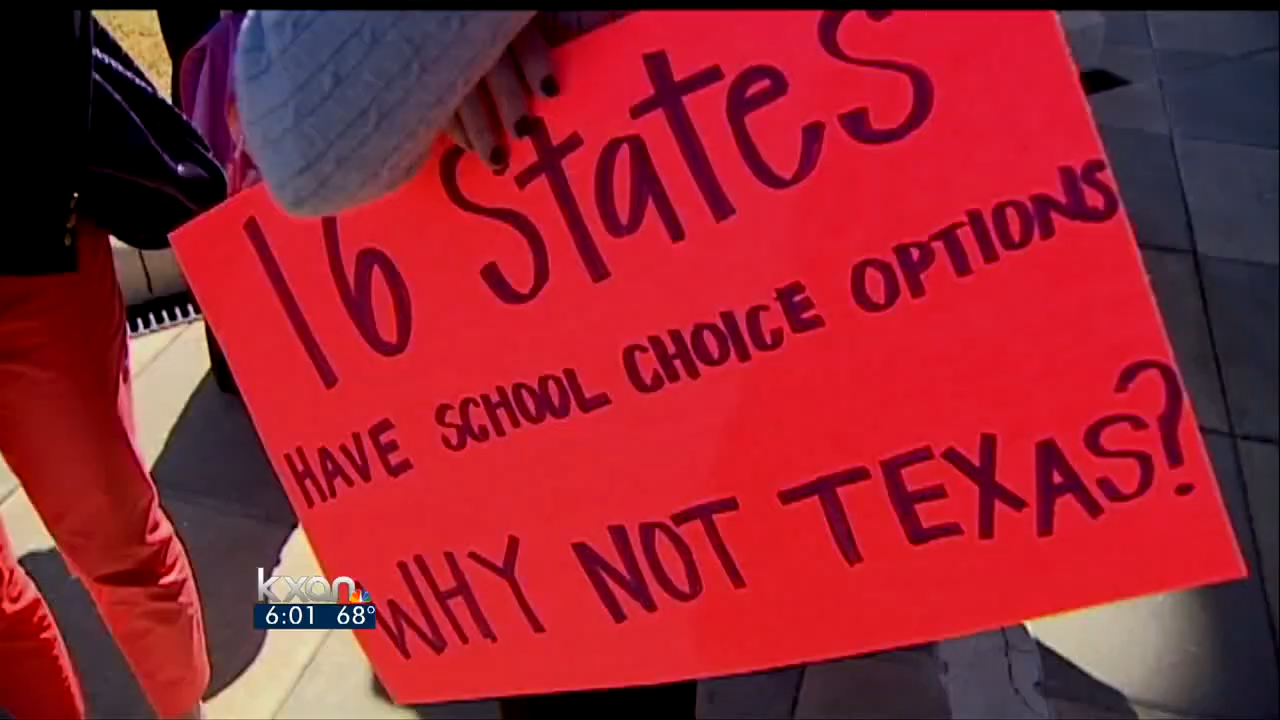 16 States
HAVE SCHOOL CHOICE OPTIONS
WHY NOT TEXAS?
kxan
6:01 68°